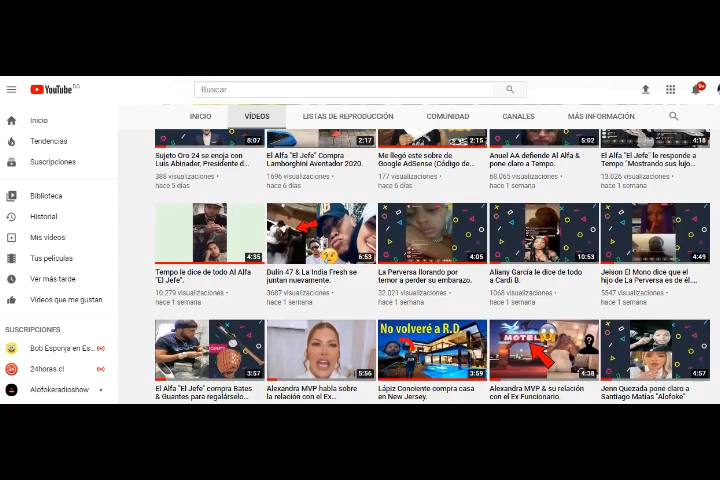 YouTube DO
Buscar
9+
INICIO VÍDEOS LISTAS DE REPRODUCCIÓN COMUNIDAD CANALES MÁS INFORMACIÓN
Inicio
Tendencias
Suscripciones
Biblioteca
Historial
Mis vídeos
Tus películas
Ver más tarde
Vídeos que me gustan
SUSCRIPCIONES
Bob Esponja en Es...
24horas.cl
Alofokeradioshow
8:07 2:17 2:15 5:02 4:18
Sujeto Oro 24 se enoja con
Luis Abinader, Presidente d...
388 visualizaciones •
hace 5 días
El Alfa "El Jefe" Compra
Lamborghini Aventador 2020.
1696 visualizaciones •
hace 6 días
Me llegó este sobre de
Google AdSense (Código de...
177 visualizaciones •
hace 6 días
Anuel AA defiende Al Alfa &
pone claro a Tempo.
68.065 visualizaciones •
hace 1 semana
El Alfa "El Jefe" le responde a
Tempo "Mostrando sus lujo...
13.026 visualizaciones •
hace 1 semana
4:35 6:53 4:05 10:53 4:49
Tempo le dice de todo Al Alfa
"El Jefe".
10.279 visualizaciones •
hace 1 semana
Bulin 47 & La India Fresh se
juntan nuevamente.
3687 visualizaciones •
hace 1 semana
La Perversa llorando por
temor a perder su embarazo.
32.021 visualizaciones •
hace 1 semana
Aliany García le dice de todo
a Cardi B.
1068 visualizaciones •
hace 1 semana
Jeison El Mono dice que el
hijo de La Perversa es de él....
5547 visualizaciones •
hace 1 semana
No volveré a R.D.
MOTEL
3:57 5:56 3:59 4:38 4:57
El Alfa "El Jefe" compra Bates
& Guantes para regalárselo...
Alexandra MVP habla sobre
la relación con el Ex...
Lápiz Conciente compra casa
en New Jersey.
Alexandra MVP & su relación
con el Ex Funcionario.
Jenn Quezada pone claro a
Santiago Matías "Alofoke"